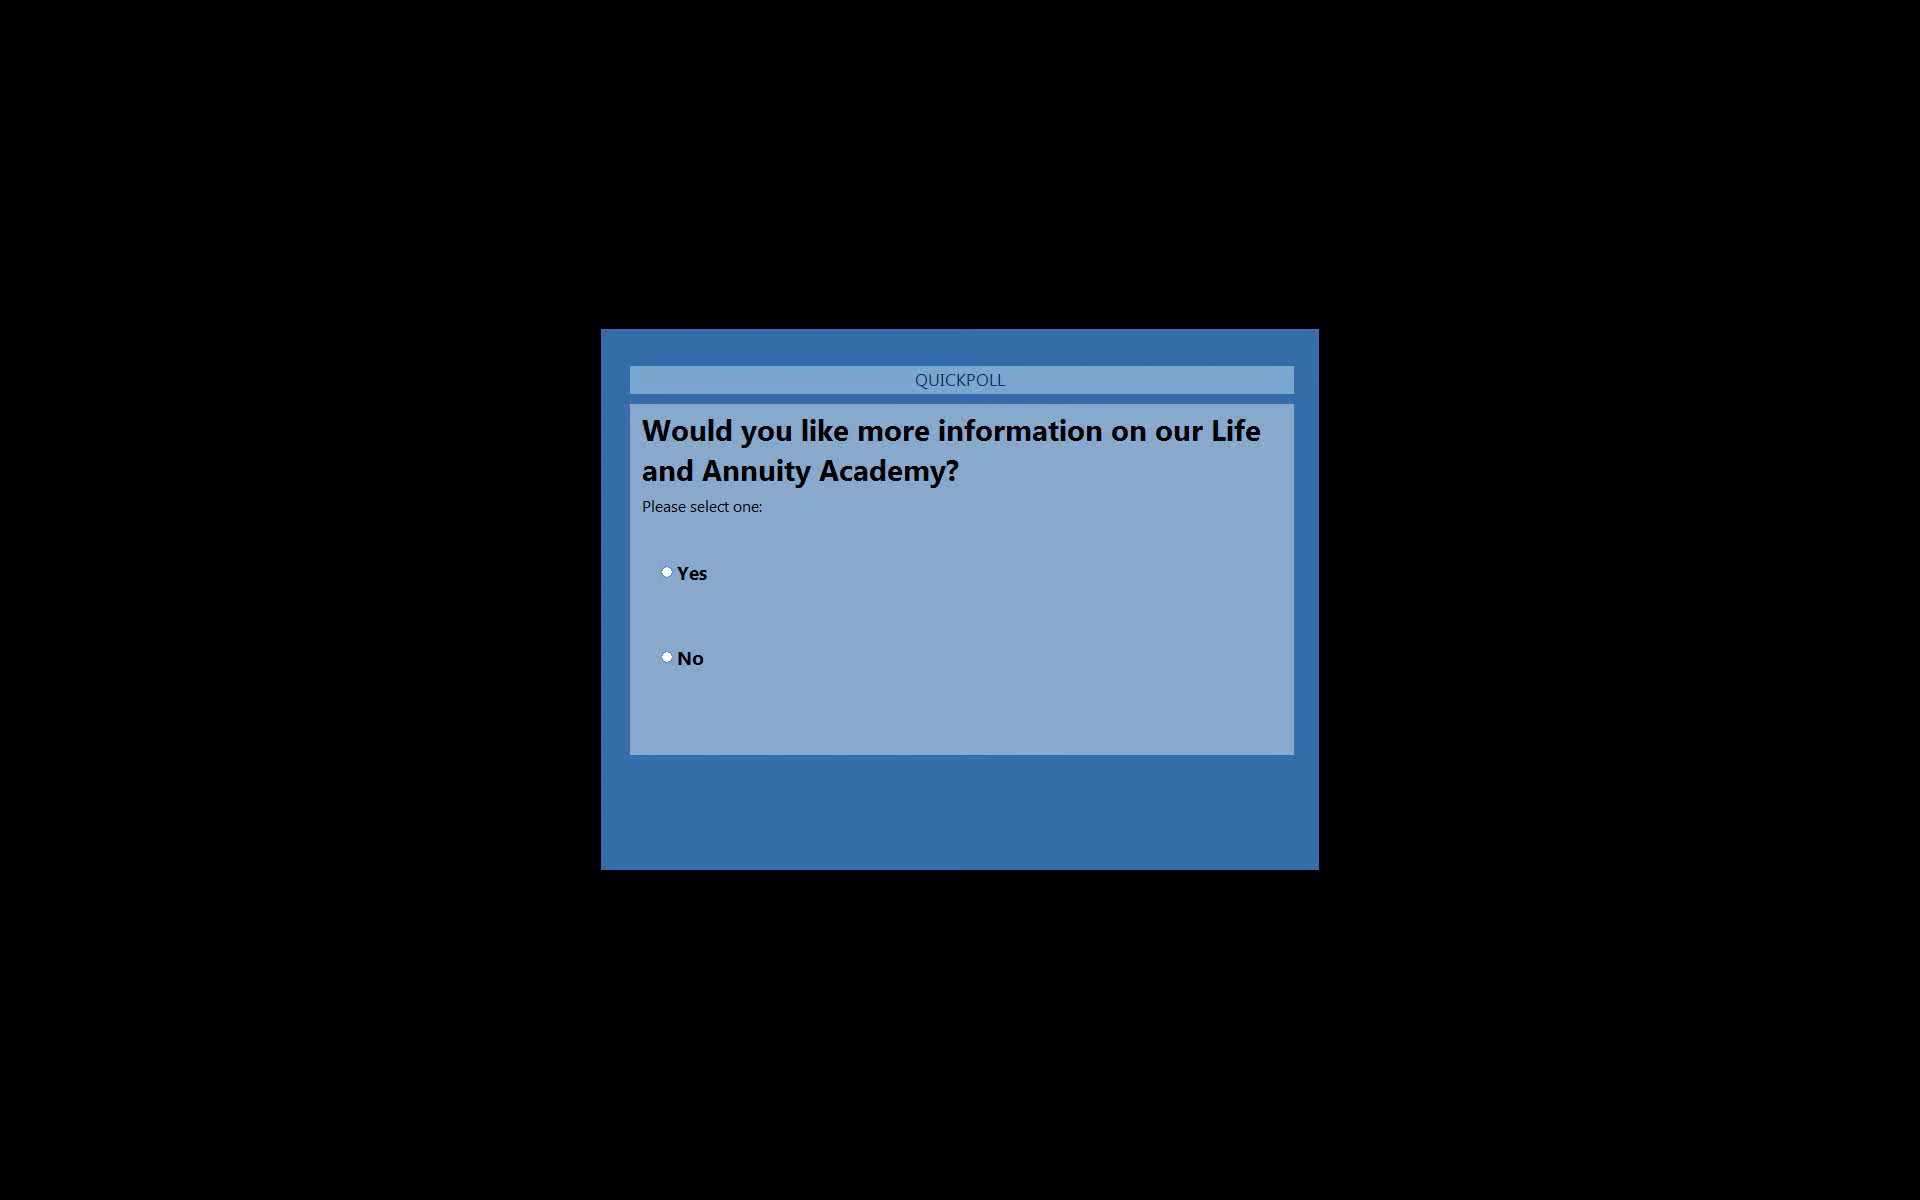 QUICKPOLL
Would you like more information on our Life
and Annuity Academy?
Please select one:
Yes
No